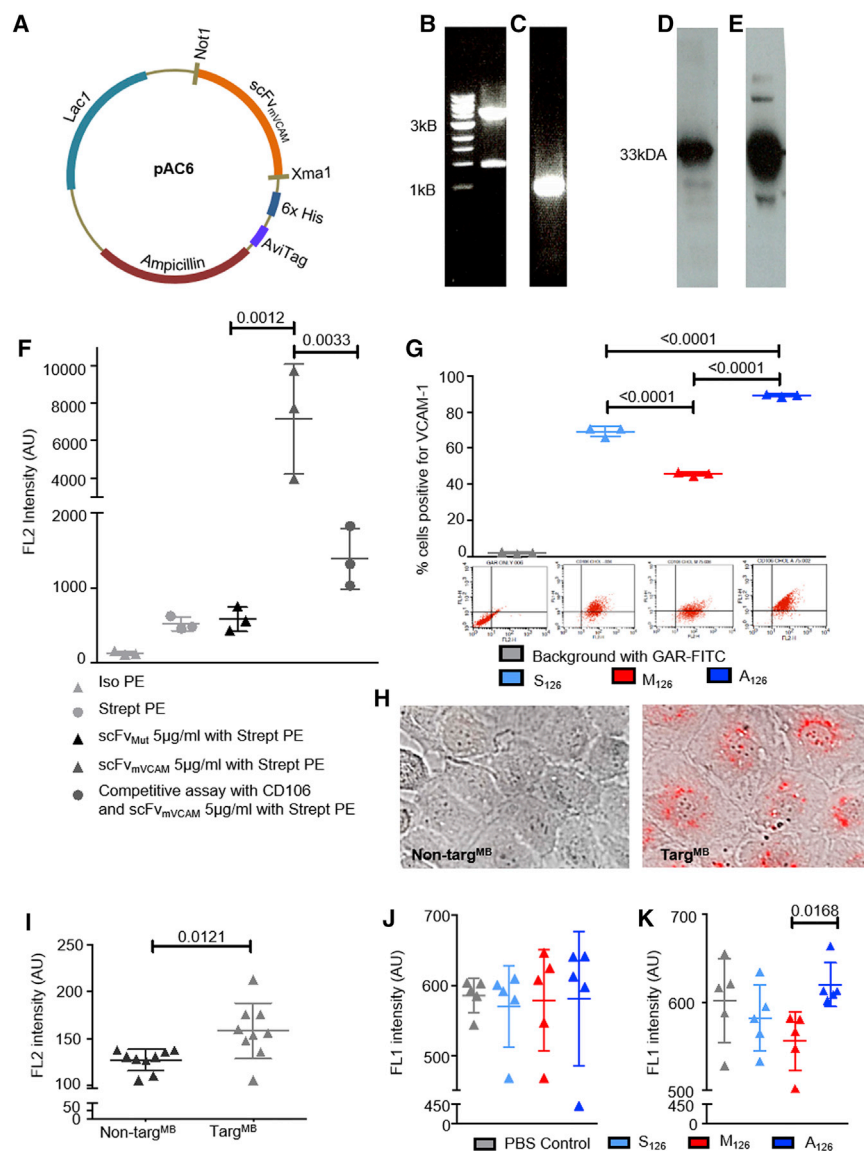 A
Not1
Lac1
scFvmVCAM
pAC6
Xma1
6x His
AviTag
Ampicillin
B
C
3kB
1kB
D
E
33kDA
F
0.0012
0.0033
10000
8000
6000
4000
2000
1000
0
FL2 Intensity (AU)
Iso PE
Strept PE
scFvMut 5µg/ml with Strept PE
scFvmVCAM 5µg/ml with Strept PE
Competitive assay with CD106
and scFvmVCAM 5µg/ml with Strept PE
G
<0.0001
<0.0001
<0.0001
100
80
60
40
20
0
% cells positive for VCAM-1
Background with GAR-FITC
S126
M126
A126
H
Non-targMB
TargMB
I
0.0121
250
200
150
100
50
0
FL2 intensity (AU)
Non-targMB
TargMB
J
700
600
500
450
0
FL1 intensity (AU)
K
0.0168
700
600
500
450
0
FL1 intensity (AU)
PBS Control
S126
M126
A126